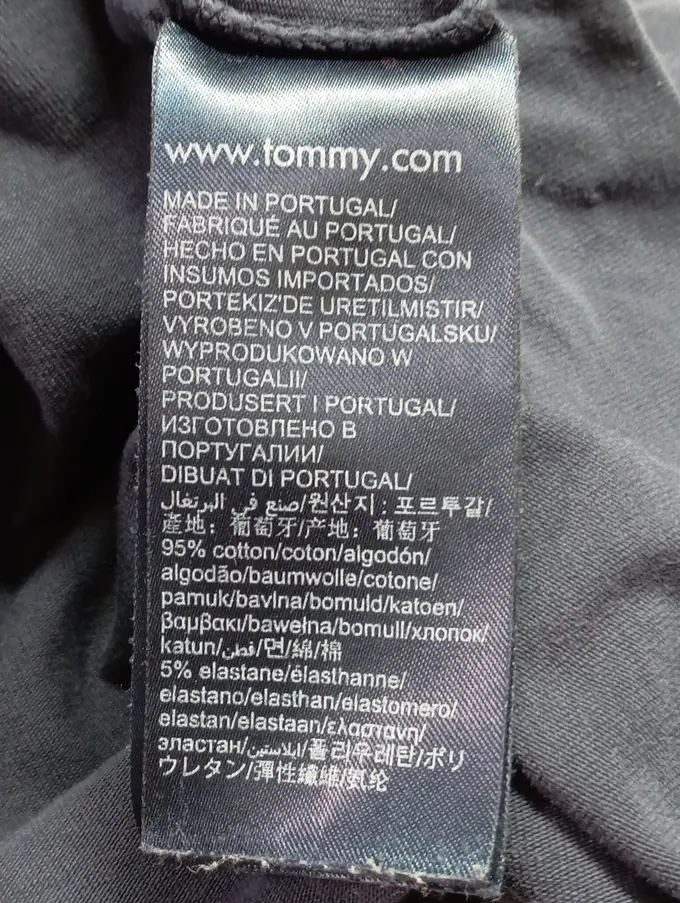 www.tommy.com
MADE IN PORTUGAL/
FABRIQUÉ AU PORTUGAL/
HECHO EN PORTUGAL CON
INSUMOS IMPORTADOS/
PORTEKIZ'DE URETILMISTIR/
VYROBENO V PORTUGALSKU/
WYPRODUKOWANO W
PORTUGALII/
PRODUSERT I PORTUGAL/
ИЗГОТОВЛЕНО В
ПОРТУГАЛИИ/
DIBUAT DI PORTUGAL/
صنع في البرتغال/원산지 : 포르투갈/
產地: 葡萄牙/产地: 葡萄牙
95% cotton/coton/algodón/
algodão/baumwolle/cotone/
pamuk/bavlna/bomuld/katoen/
βαμβακι/bawełna/bomull/хлопок/
katun/قطن/면/綿/棉
5% elastane/élasthanne/
elastano/elasthan/elastomero/
elastan/elastaan/ελαστανη/
эластан/ايلاستين/폴리우레탄/ポリ
ウレタン/彈性纖維/氨纶